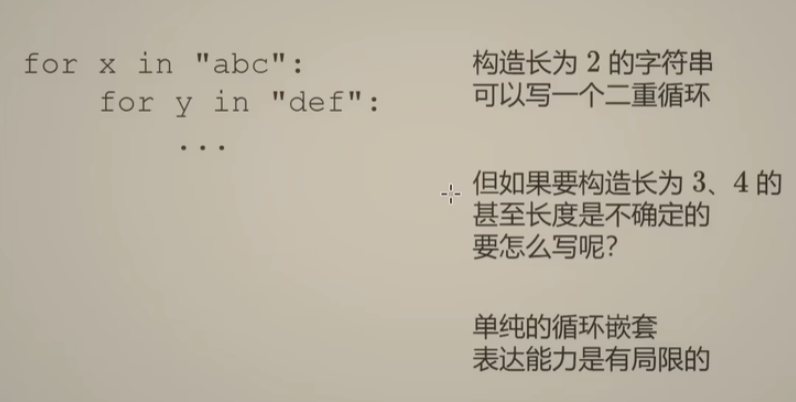 for x in "abc":
for y in "def":
...
构造长为 2 的字符串
可以写一个二重循环
但如果要构造长为 3、4 的
甚至长度是不确定的
要怎么写呢？
单纯的循环嵌套
表达能力是有局限的